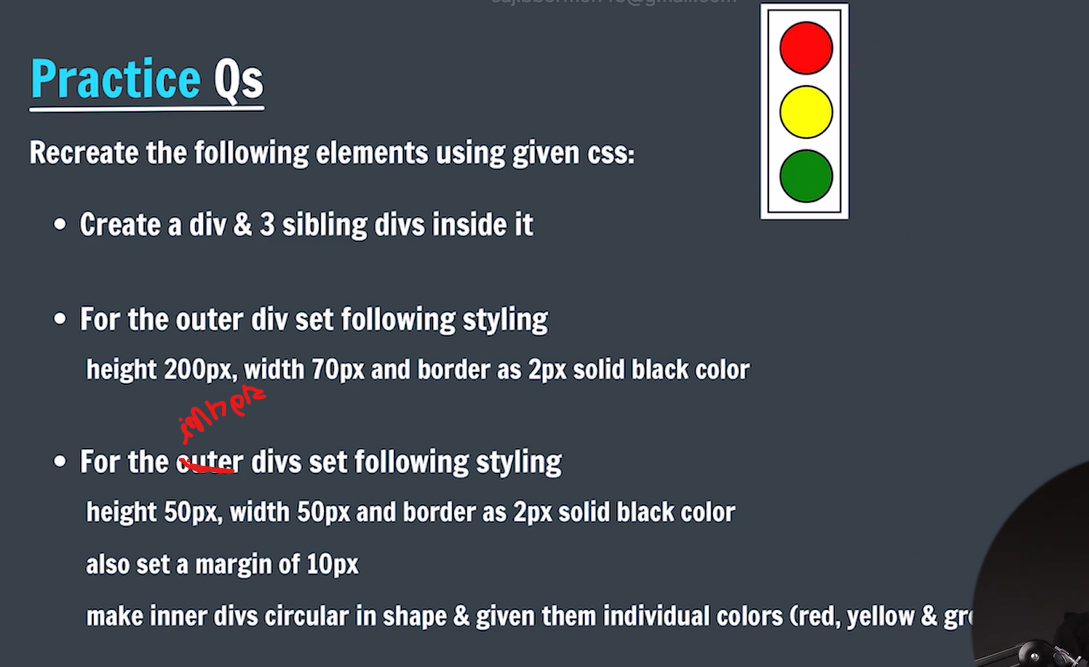 Practice Qs
Recreate the following elements using given css:
• Create a div & 3 sibling divs inside it
• For the outer div set following styling
height 200px, width 70px and border as 2px solid black color
inner
• For the outer divs set following styling
height 50px, width 50px and border as 2px solid black color
also set a margin of 10px
make inner divs circular in shape & given them individual colors (red, yellow &